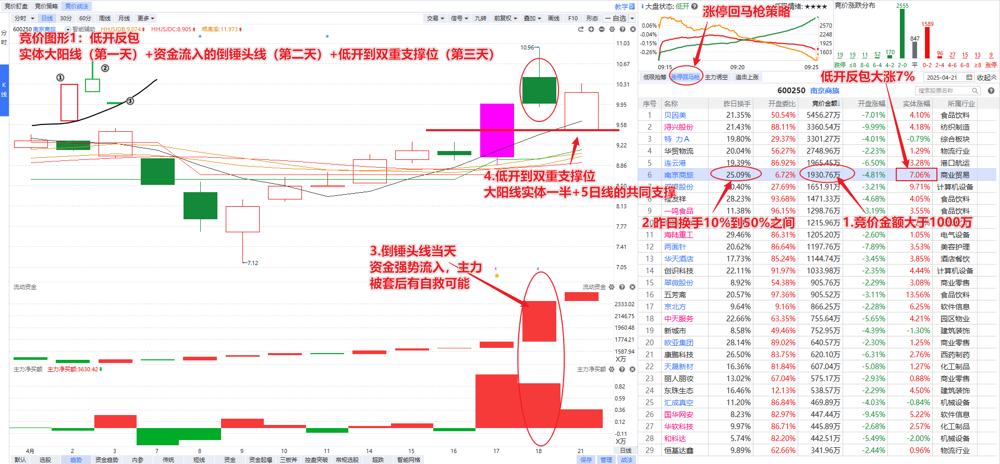 竞价盯盘 竞价策略 竞价战法
教学
分时 日线 30分 60分 周线 月线 更多
交易 信号 九转 前复权 叠加 画线 F10 形态 一自选
600250 南京商旅 智能辅助 HHJSJDB:9.074 HHJSJDC:8.905 乖离率:11.973
分时
K线
竞价图形1：低开反包
实体大阳线（第一天）+资金流入的倒锤头线（第二天）+低开到双重支撑位（第三天）
①
②
③
10.96
7.12
11.03
10.67
10.31
9.95
9.58
9.22
8.86
8.50
8.13
7.77
7.41
7.05
4.低开到双重支撑位
大阳线实体一半+5日线的共同支撑
3.倒锤头线当天
资金强势流入，主力
被套后有自救可能
流动资金
流动资金
2333.02
2146.75
1960.48
1774.21
1587.94
X万
主力净买额 主力净买额:3630.42
主力净买额
0.82
0.59
0.36
0.12
-0.11
X万
4月 2 3 7 8 9 10 11 14 15 16 17 18 21 日线
默认 选股 趋势 资金趋势 内参 传统 短线 资金 资金起爆 三板斧 控盘突破 常规选股 超跌 智能网格
保存 管理 战法
大盘状态: 低开
情绪: ★★★★
涨停回马枪策略
0.06%
-0.04%
-0.15%
-0.26%
2570
2248
1925
1603
09:15 09:20 09:25
竞价涨跌分布
19 19 11 52 170 2555 847 1589 96 27 15 13 9
跌停 ≤8 8-6 6-4 4-2 2-0 平 0-2 2-4 4-6 6-8 ≥8 涨停
低吸抢筹 涨停回马枪 主力诱空 追击上涨
低开反包大涨7%
2025-04-21 收起
600250 南京商旅
搜索股票名称
序号 名称 昨日换手 开盘委比 竞价金额↓ 开盘涨幅 实体涨幅 所属行业
1 贝因美 21.35% 50.54% 5456.27万 -7.01% 4.10% 食品饮料
2 浔兴股份 21.43% 88.11% 3360.54万 -9.99% 4.18% 纺织制造
3 特 力A 19.80% 29.37% 3301.27万 -4.01% -0.79% 综合板块
4 华贸物流 20.04% 56.27% 2748.96万 -2.23% 1.29% 物流行业
5 连云港 19.39% 86.92% 1965.45万 -6.50% 3.28% 港口航运
6 南京商旅 25.09% 6.72% 1930.76万 -4.81% 7.06% 商业贸易
股份 27.69% 1651.91万 -3.21% 9.71% 计算机设备
发祥 28.23% 93.68% 1471.33万 -4.68% 4.05% 食品饮料
9 一鸣食品 11.38% 96.15% 1298.76万 -3.19% 3.55% 食品饮料
1215.96万
2.昨日换手10%到50%之间
1.竞价金额大于1000万
11 海陆重工 29.46% 86.31% 1205.20万 -2.60% 1.05% 电气设备
12 两面针 20.62% 86.64% 1197.76万 -7.89% 3.53% 美容护理
13 华天酒店 17.73% 85.24% 1144.74万 -3.45% 3.85% 酒店餐饮
14 创识科技 22.11% 91.97% 1033.98万 -2.35% 4.44% 计算机设备
15 翠微股份 8.92% 54.38% 905.76万 -2.29% 3.08% 商业零售
16 五芳斋 20.57% 97.36% 905.52万 -3.11% 13.56% 食品饮料
17 京北方 9.64% 9.16% 866.25万 -2.28% 6.25% 软件信息
18 中天服务 22.66% 63.35% 755.64万 -5.65% 4.21% 园区物业
19 新城市 8.58% 49.46% 752.95万 -4.39% -1.30% 建筑装饰
20 欧亚集团 28.14% 89.02% 640.57万 -2.30% 1.25% 商业零售
21 康鹏科技 26.50% 83.75% 620.10万 -6.31% 2.76% 西药制药
22 天晟新材 16.36% 81.84% 607.04万 -5.08% 1.27% 化工制品
23 丽人丽妆 13.02% 67.04% 575.17万 -2.93% 0.88% 商业零售
24 东珠生态 16.46% 12.13% 538.57万 -2.29% 4.50% 建筑装饰
25 汇成真空 11.20% 86.84% 469.89万 -4.03% -0.84% 机械设备
26 国华网安 8.23% 82.97% 447.44万 -9.45% 5.22% 软件信息
27 华软科技 9.97% 86.71% 445.89万 -2.68% 2.57% 化工制品
28 和科达 5.74% 82.20% 442.51万 -5.49% -2.00% 机械设备
29 恒基达鑫 9.89% 62.66% 341.96万 -2.44% 0.96% 物流行业